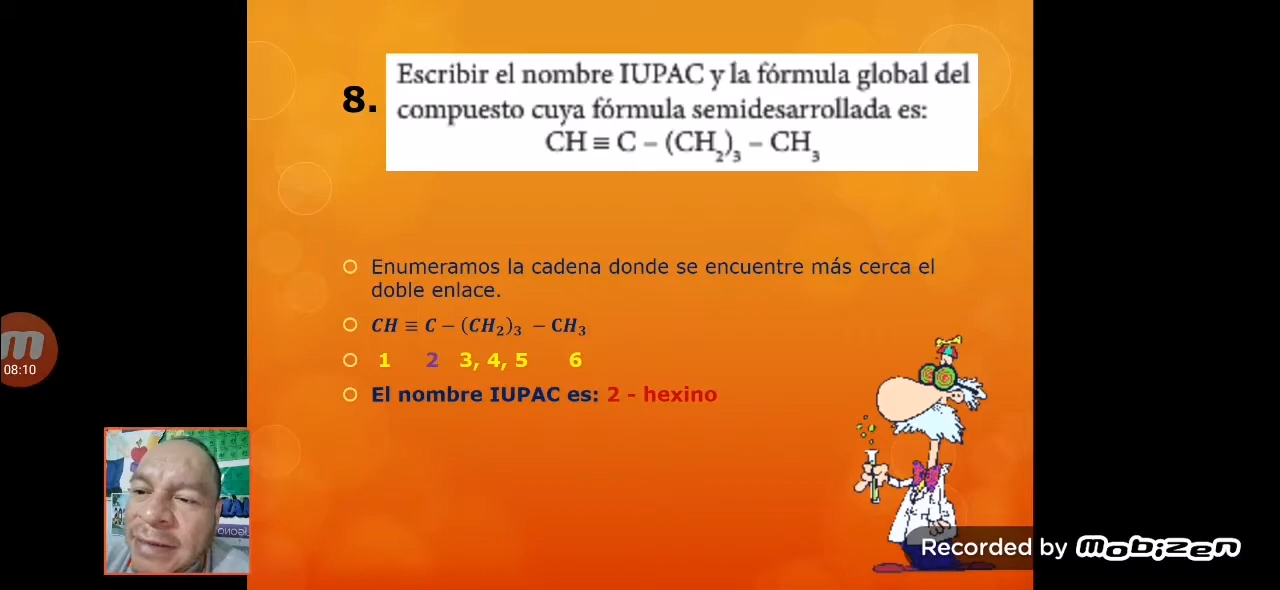 8.
Escribir el nombre IUPAC y la fórmula global del
compuesto cuya fórmula semidesarrollada es:
CH ≡ C – (CH₂)₃ – CH₃
Enumeramos la cadena donde se encuentre más cerca el
doble enlace.
CH ≡ C – (CH₂)₃ – CH₃
1 2 3, 4, 5 6
El nombre IUPAC es: 2 - hexino
08:10
Recorded by mobizen